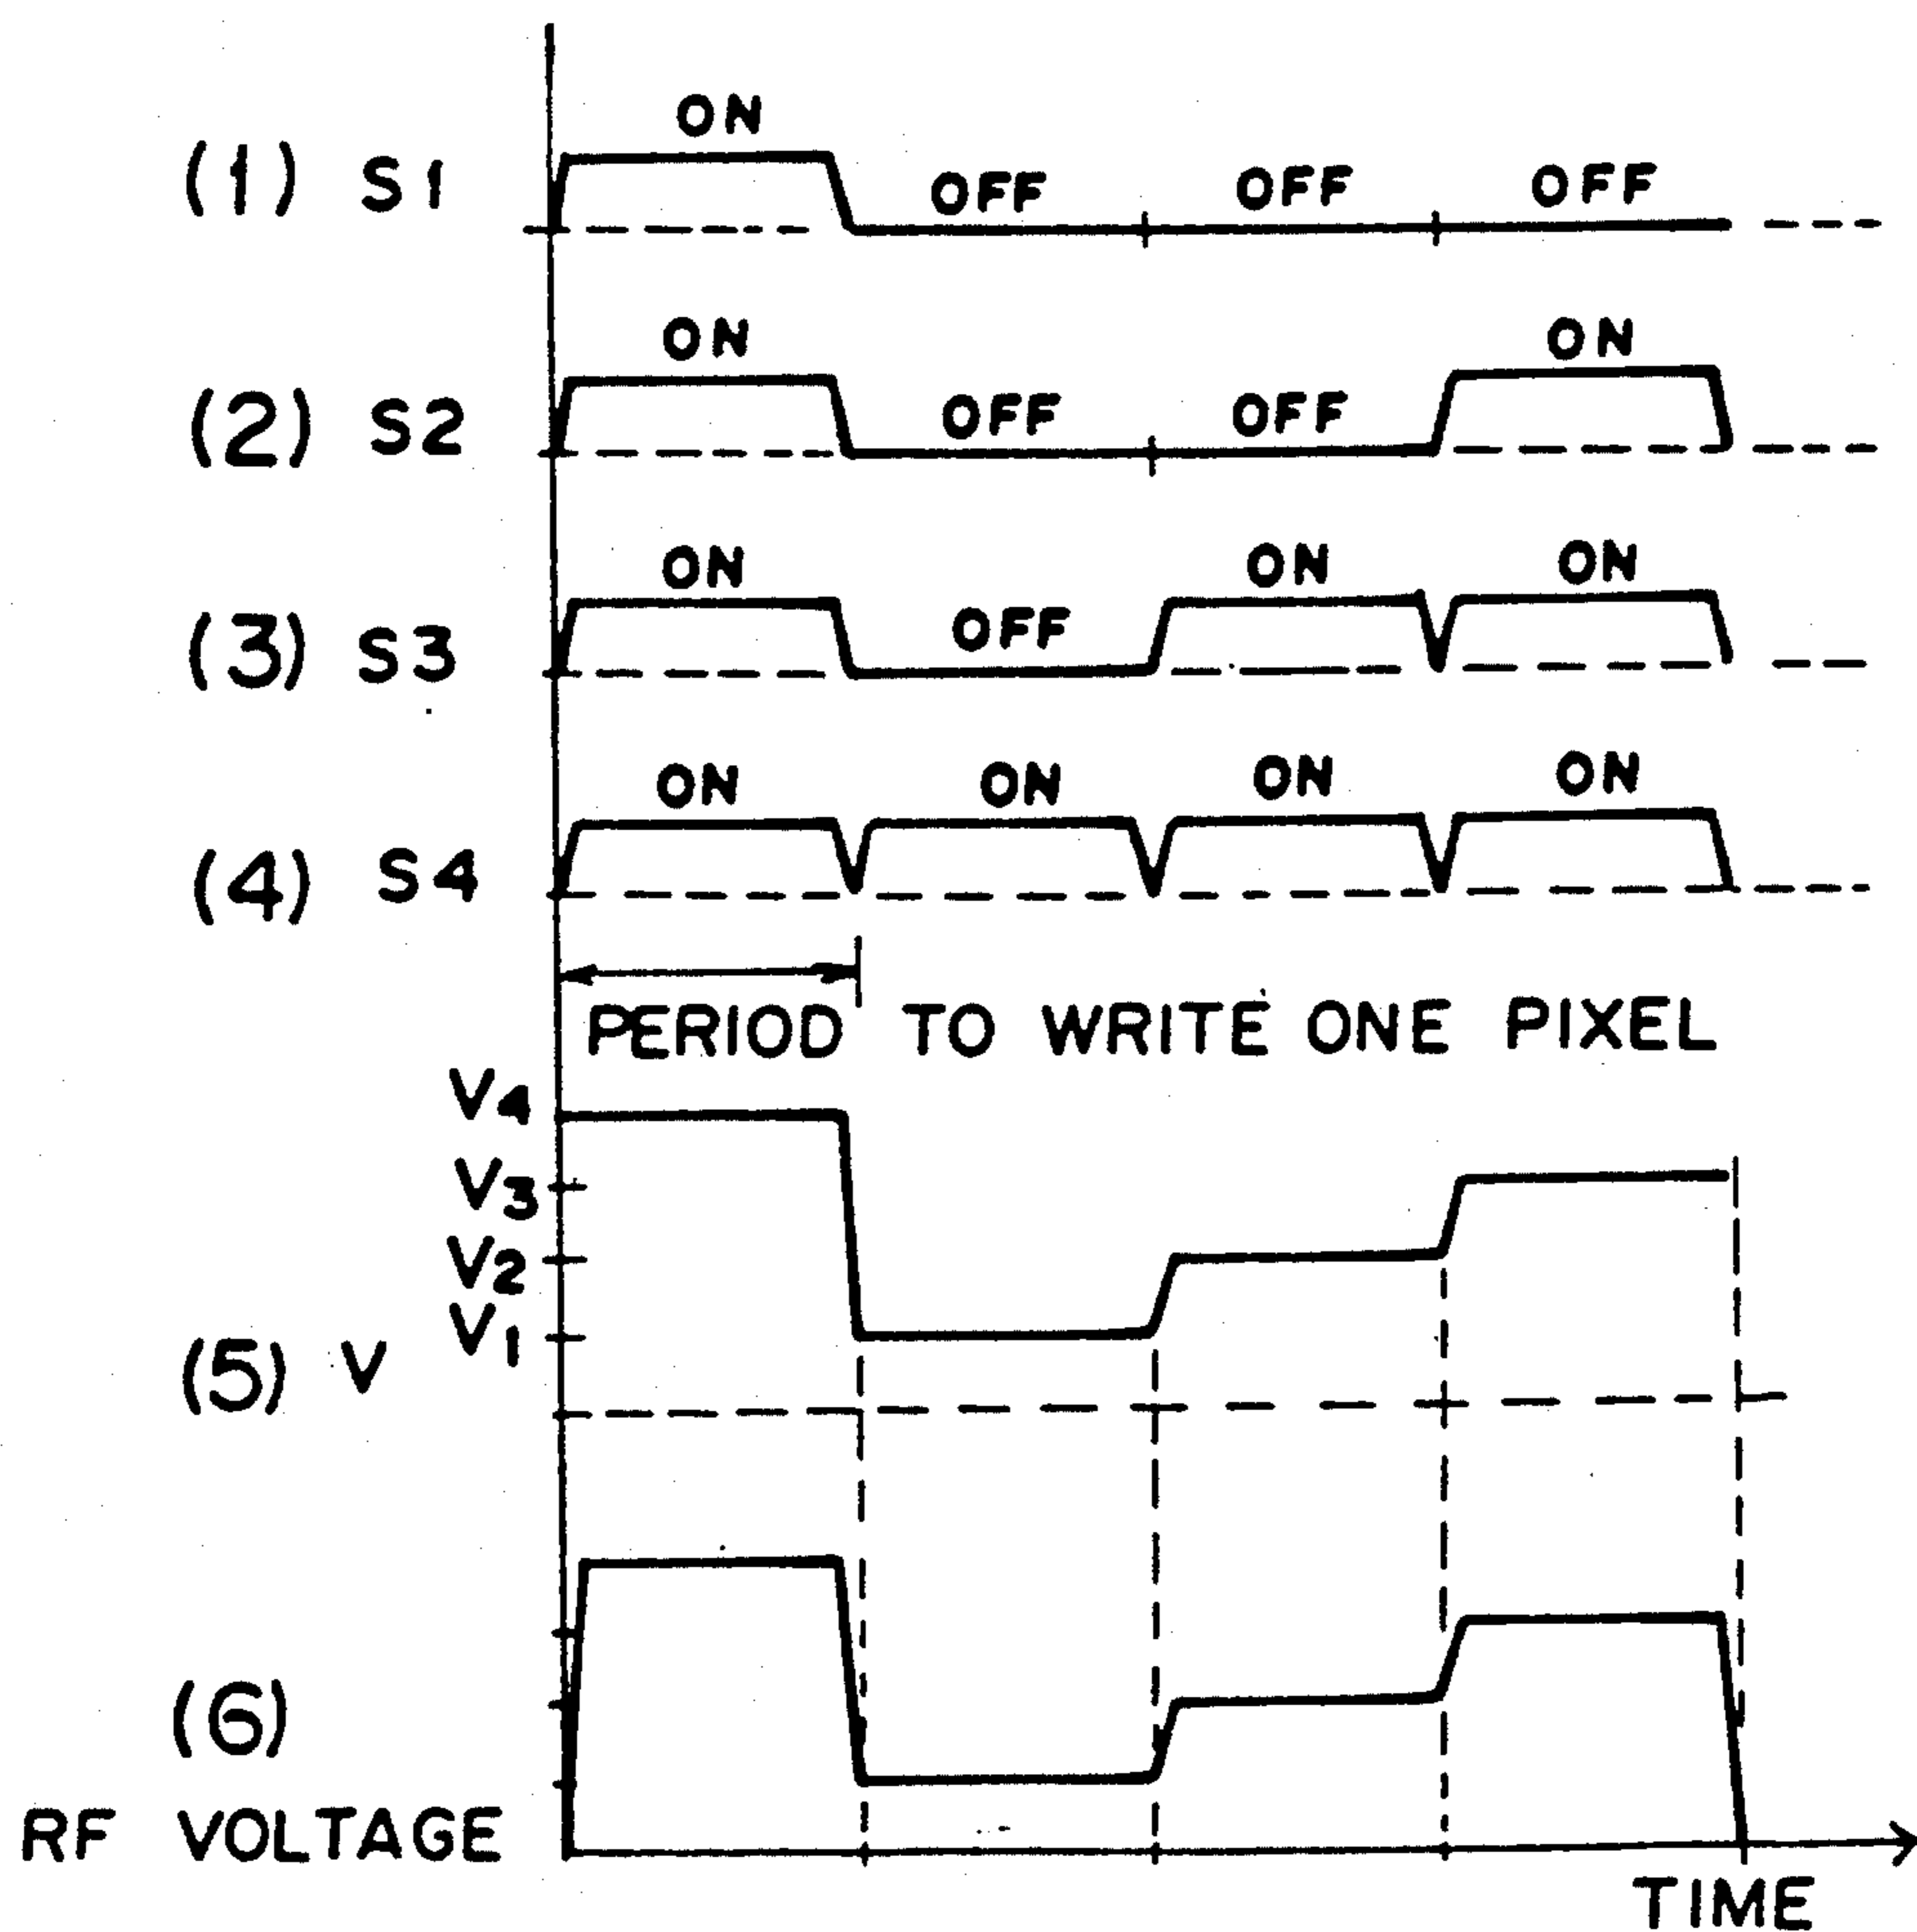 ON
(1) S1 OFF OFF OFF
ON ON
(2) S2 OFF OFF
ON ON ON
(3) S3 OFF
ON ON ON ON
(4) S4
PERIOD TO WRITE ONE PIXEL
V4
V3
V2
V1
(5) V
(6)
RF VOLTAGE
TIME